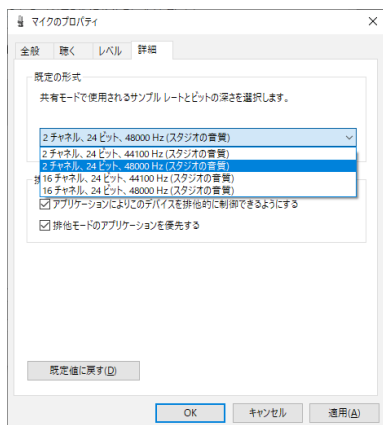 マイクのプロパティ
全般 聴く レベル 詳細
既定の形式
共有モードで使用されるサンプル レートとビットの深さを選択します。
2 チャネル、24 ビット、48000 Hz (スタジオの音質)
2 チャネル、24 ビット、44100 Hz (スタジオの音質)
2 チャネル、24 ビット、48000 Hz (スタジオの音質)
16 チャネル、24 ビット、44100 Hz (スタジオの音質)
16 チャネル、24 ビット、48000 Hz (スタジオの音質)
アプリケーションによりこのデバイスを排他的に制御できるようにする
排他モードのアプリケーションを優先する
既定値に戻す(D)
OK キャンセル 適用(A)